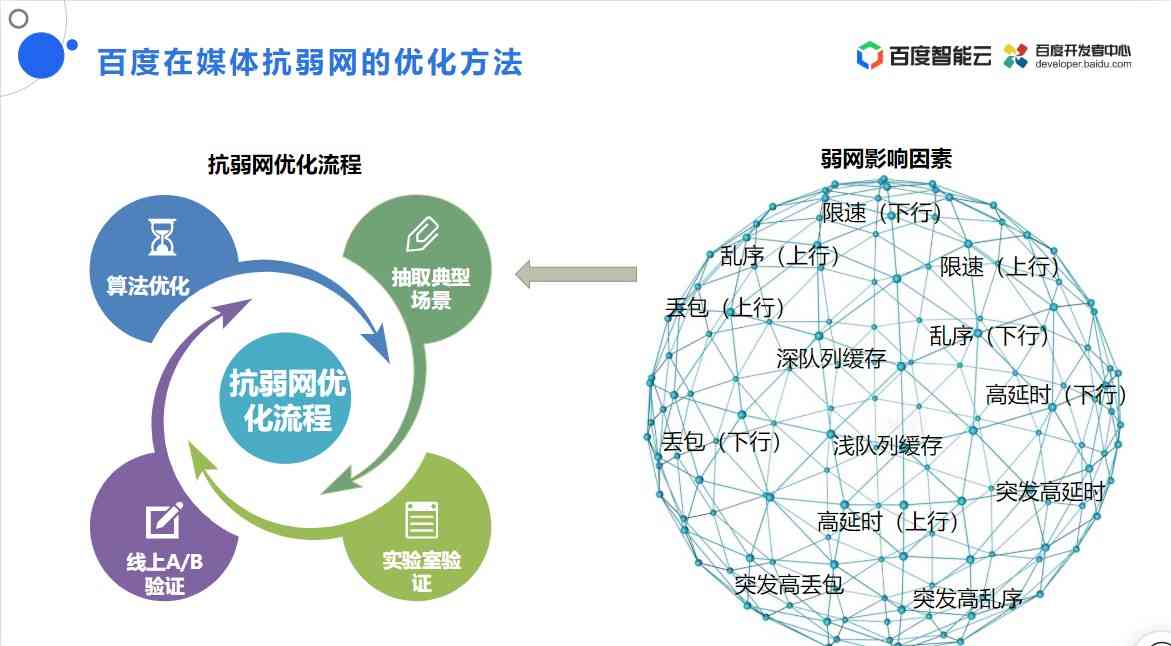 百度在媒体抗弱网的优化方法
百度智能云
百度开发者中心
developer.baidu.com
抗弱网优化流程
算法优化
抽取典型
场景
抗弱网优
化流程
线上A/B
验证
实验室验
证
弱网影响因素
限速（下行）
乱序（上行）
限速（上行）
丢包（上行）
乱序（下行）
深队列缓存
高延时（下行）
丢包（下行）
浅队列缓存
突发高延时
高延时（上行）
突发高丢包
突发高乱序